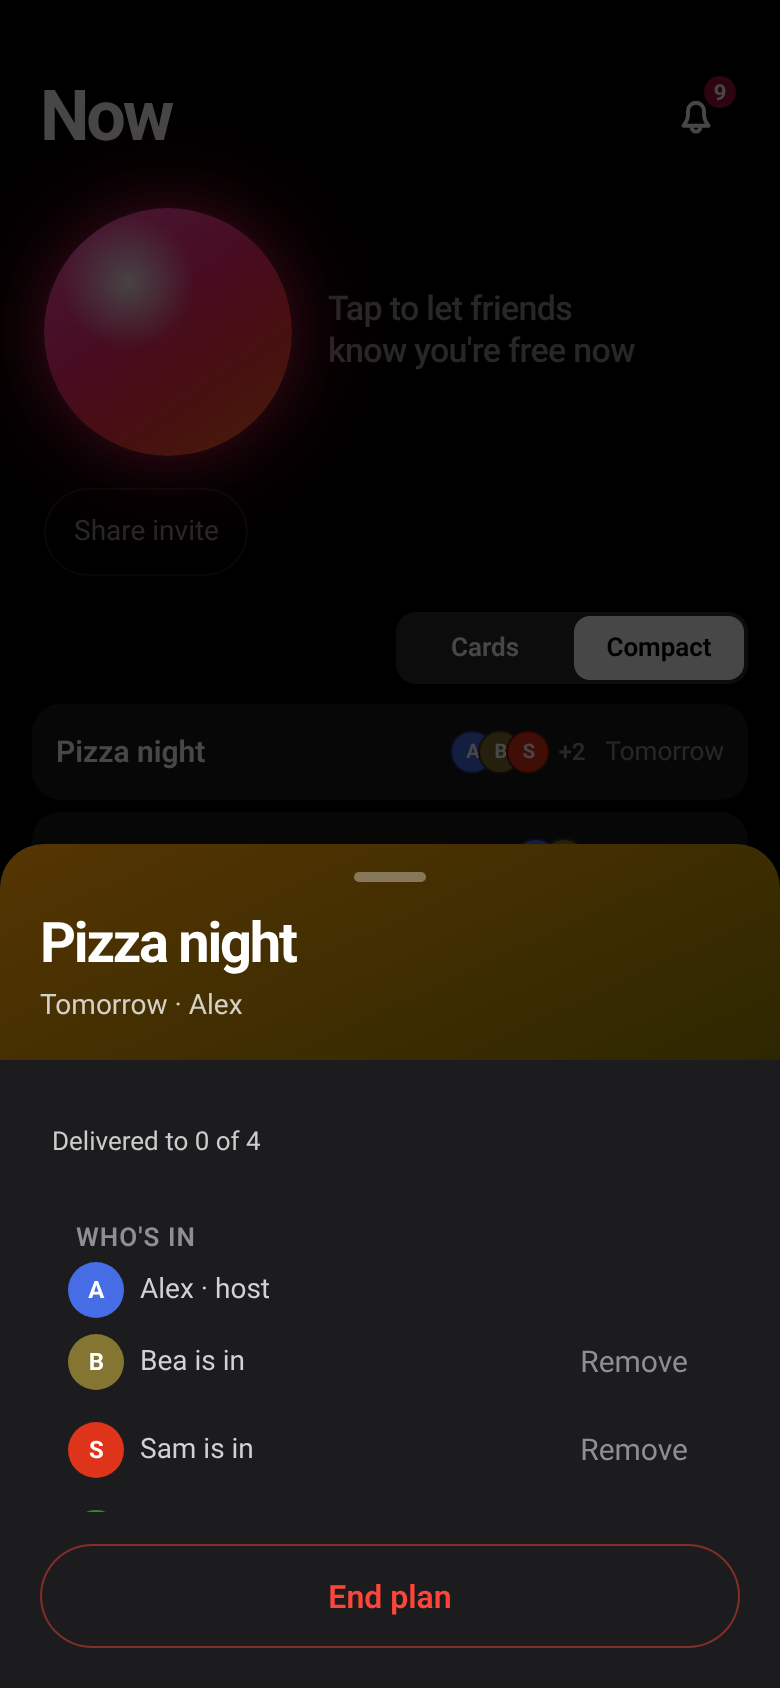 Now
9
Tap to let friends
know you're free now
Share invite
Cards Compact
Pizza night A B S +2 Tomorrow
Pizza night
Tomorrow · Alex
Delivered to 0 of 4
WHO'S IN
A Alex · host
B Bea is in Remove
S Sam is in Remove
End plan